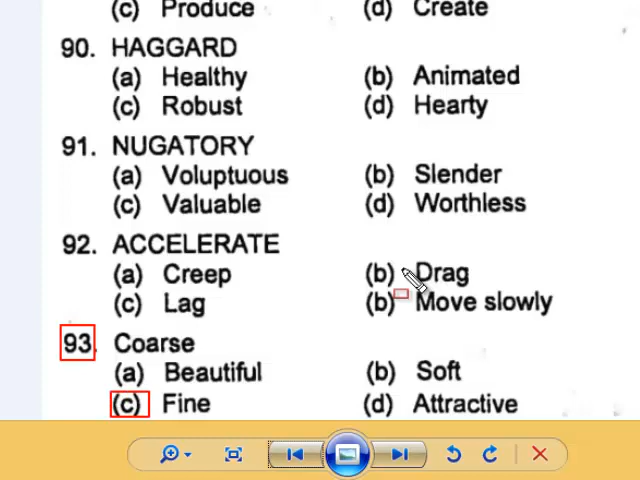 (c) Produce (d) Create
90. HAGGARD
(a) Healthy (b) Animated
(c) Robust (d) Hearty
91. NUGATORY
(a) Voluptuous (b) Slender
(c) Valuable (d) Worthless
92. ACCELERATE
(a) Creep (b) Drag
(c) Lag (b) Move slowly
93. Coarse
(a) Beautiful (b) Soft
(c) Fine (d) Attractive